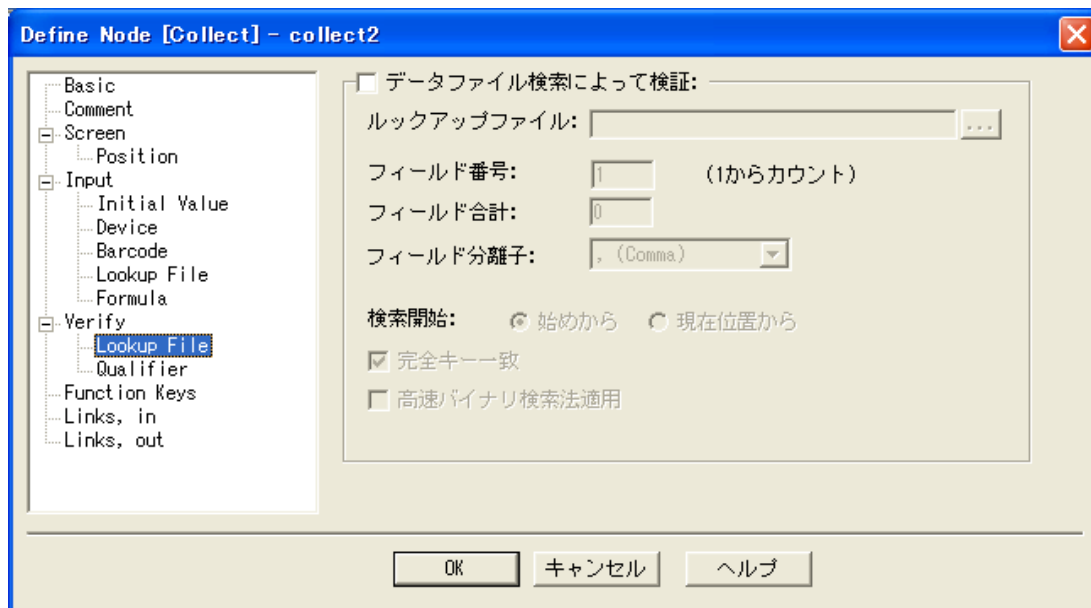 Define Node [Collect] - collect2
Basic
Comment
Screen
Position
Input
Initial Value
Device
Barcode
Lookup File
Formula
Verify
Lookup File
Qualifier
Function Keys
Links, in
Links, out
データファイル検索によって検証:
ルックアップファイル: ...
フィールド番号: 1 (1からカウント)
フィールド合計: 0
フィールド分離子: , (Comma)
検索開始: 始めから 現在位置から
完全キー一致
高速バイナリ検索法適用
OK キャンセル ヘルプ